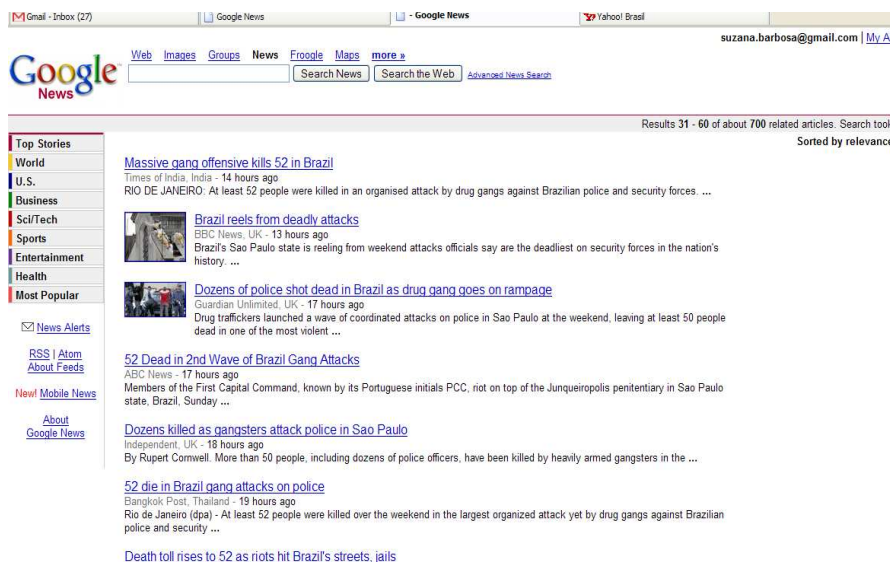 Gmail - Inbox (27)
Google News
- Google News
Yahoo! Brasil
suzana.barbosa@gmail.com | My A
Google
News
Web Images Groups News Froogle Maps more »
Search News Search the Web Advanced News Search
Results 31 - 60 of about 700 related articles. Search took
Sorted by relevance
Top Stories
World
U.S.
Business
Sci/Tech
Sports
Entertainment
Health
Most Popular
News Alerts
RSS | Atom
About Feeds
New! Mobile News
About
Google News
Massive gang offensive kills 52 in Brazil
Times of India, India - 14 hours ago
RIO DE JANEIRO: At least 52 people were killed in an organised attack by drug gangs against Brazilian police and security forces. ...
Brazil reels from deadly attacks
BBC News, UK - 13 hours ago
Brazil's Sao Paulo state is reeling from weekend attacks officials say are the deadliest on security forces in the nation's
history. ...
Dozens of police shot dead in Brazil as drug gang goes on rampage
Guardian Unlimited, UK - 17 hours ago
Drug traffickers launched a wave of coordinated attacks on police in Sao Paulo at the weekend, leaving at least 50 people
dead in one of the most violent ...
52 Dead in 2nd Wave of Brazil Gang Attacks
ABC News - 17 hours ago
Members of the First Capital Command, known by its Portuguese initials PCC, riot on top of the Junqueiropolis penitentiary in Sao Paulo
state, Brazil, Sunday ...
Dozens killed as gangsters attack police in Sao Paulo
Independent, UK - 18 hours ago
By Rupert Cornwell. More than 50 people, including dozens of police officers, have been killed by heavily armed gangsters in the ...
52 die in Brazil gang attacks on police
Bangkok Post, Thailand - 19 hours ago
Rio de Janeiro (dpa) - At least 52 people were killed over the weekend in the largest organized attack yet by drug gangs against Brazilian
police and security ...
Death toll rises to 52 as riots hit Brazil's streets, jails